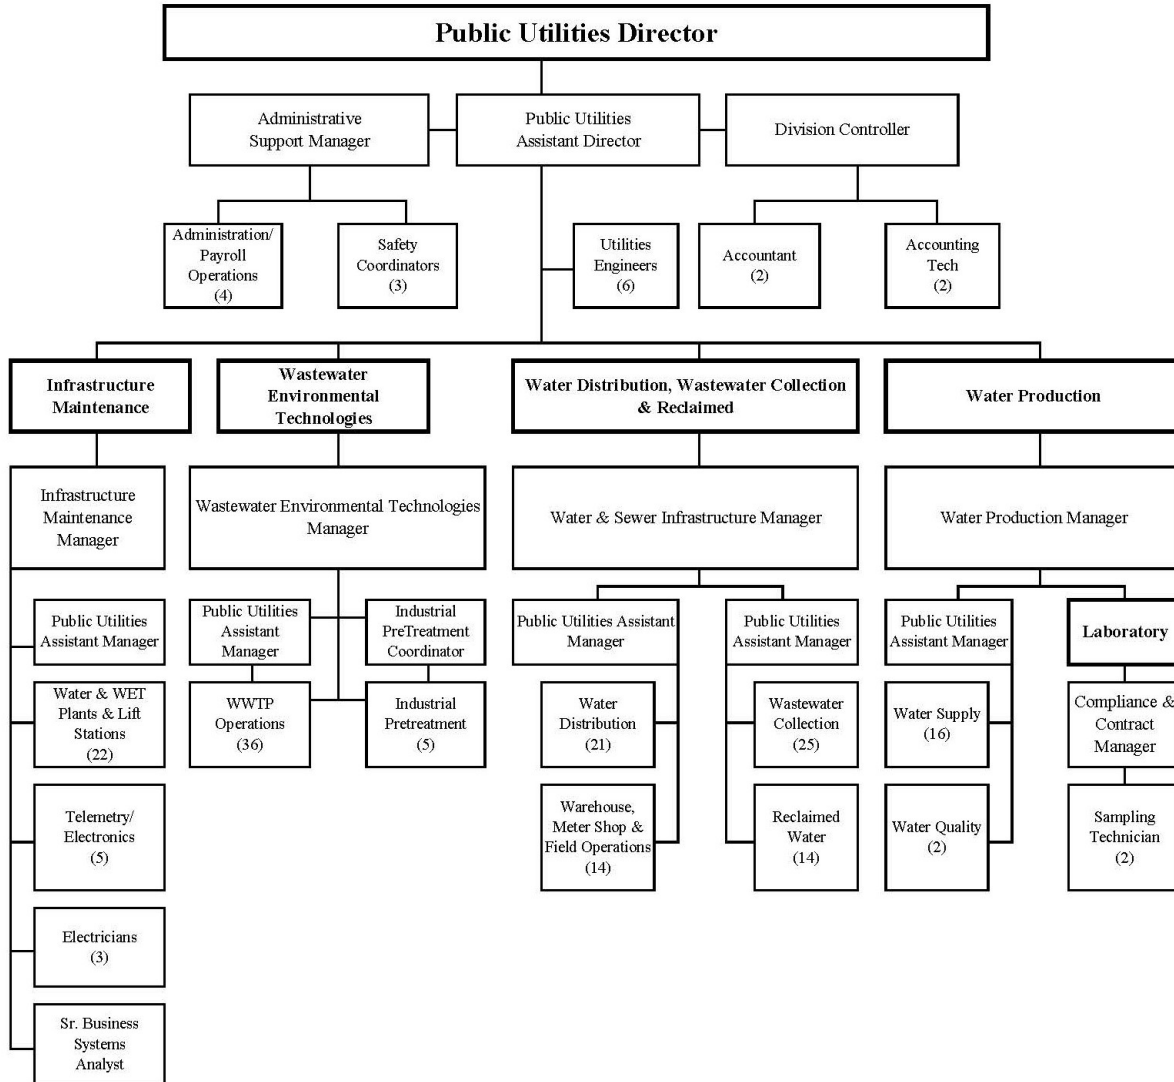 Public Utilities Director
Administrative
Support Manager
Public Utilities
Assistant Director
Division Controller
Administration/
Payroll
Operations
(4)
Safety
Coordinators
(3)
Utilities
Engineers
(6)
Accountant
(2)
Accounting
Tech
(2)
Infrastructure
Maintenance
Wastewater
Environmental
Technologies
Water Distribution, Wastewater Collection
& Reclaimed
Water Production
Infrastructure
Maintenance
Manager
Wastewater Environmental Technologies
Manager
Water & Sewer Infrastructure Manager
Water Production Manager
Public Utilities
Assistant Manager
Public Utilities
Assistant
Manager
Industrial
PreTreatment
Coordinator
Public Utilities Assistant
Manager
Public Utilities
Assistant Manager
Public Utilities
Assistant Manager
Laboratory
Water & WET
Plants & Lift
Stations
(22)
WWTP
Operations
(36)
Industrial
Pretreatment
(5)
Water
Distribution
(21)
Wastewater
Collection
(25)
Water Supply
(16)
Compliance &
Contract
Manager
Telemetry/
Electronics
(5)
Warehouse,
Meter Shop &
Field Operations
(14)
Reclaimed
Water
(14)
Water Quality
(2)
Sampling
Technician
(2)
Electricians
(3)
Sr. Business
Systems
Analyst